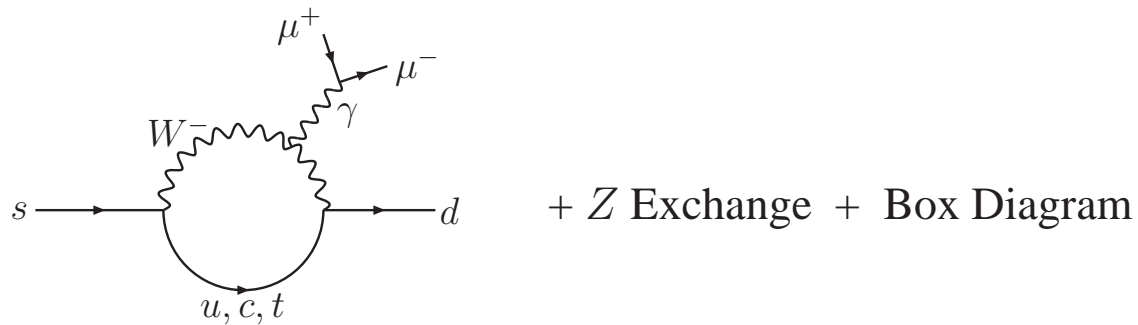 μ⁺
μ⁻
γ
W⁻
s
d
+ Z Exchange + Box Diagram
u, c, t